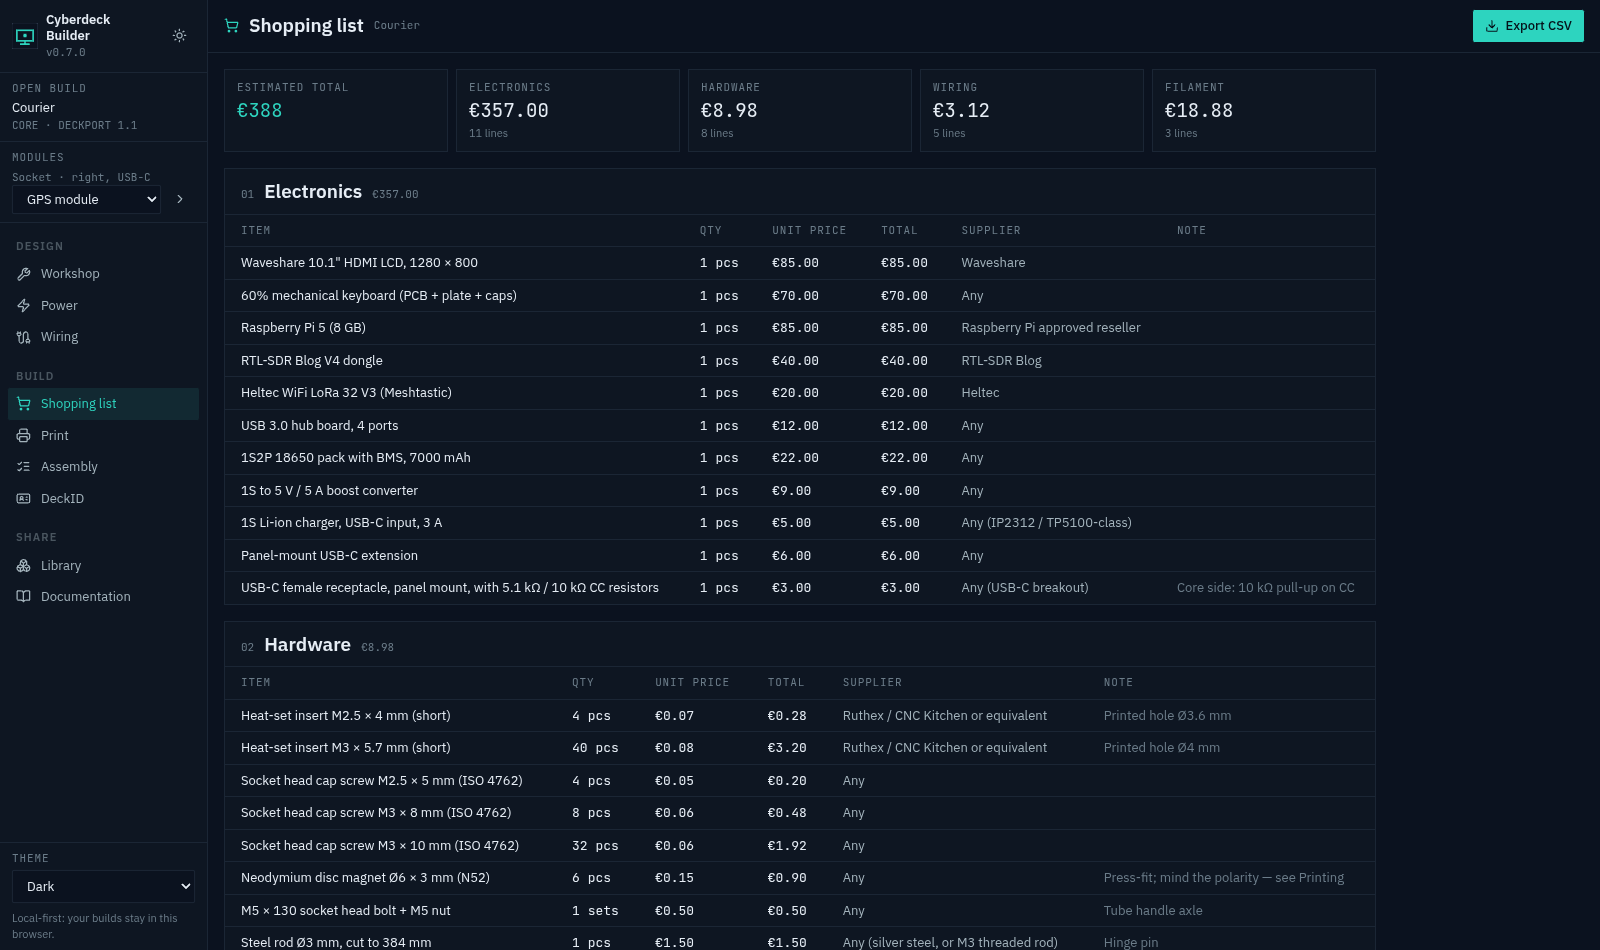 Cyberdeck
Builder
v0.7.0
OPEN BUILD
Courier
CORE · DECKPORT 1.1
MODULES
Socket · right, USB-C
GPS module
DESIGN
Workshop
Power
Wiring
BUILD
Shopping list
Print
Assembly
DeckID
SHARE
Library
Documentation
THEME
Dark
Local-first: your builds stay in this
browser.
Shopping list Courier
Export CSV
ESTIMATED TOTAL
€388
ELECTRONICS
€357.00
11 lines
HARDWARE
€8.98
8 lines
WIRING
€3.12
5 lines
FILAMENT
€18.88
3 lines
01 Electronics €357.00
ITEM QTY UNIT PRICE TOTAL SUPPLIER NOTE
Waveshare 10.1" HDMI LCD, 1280 × 800 1 pcs €85.00 €85.00 Waveshare
60% mechanical keyboard (PCB + plate + caps) 1 pcs €70.00 €70.00 Any
Raspberry Pi 5 (8 GB) 1 pcs €85.00 €85.00 Raspberry Pi approved reseller
RTL-SDR Blog V4 dongle 1 pcs €40.00 €40.00 RTL-SDR Blog
Heltec WiFi LoRa 32 V3 (Meshtastic) 1 pcs €20.00 €20.00 Heltec
USB 3.0 hub board, 4 ports 1 pcs €12.00 €12.00 Any
1S2P 18650 pack with BMS, 7000 mAh 1 pcs €22.00 €22.00 Any
1S to 5 V / 5 A boost converter 1 pcs €9.00 €9.00 Any
1S Li-ion charger, USB-C input, 3 A 1 pcs €5.00 €5.00 Any (IP2312 / TP5100-class)
Panel-mount USB-C extension 1 pcs €6.00 €6.00 Any
USB-C female receptacle, panel mount, with 5.1 kΩ / 10 kΩ CC resistors 1 pcs €3.00 €3.00 Any (USB-C breakout) Core side: 10 kΩ pull-up on CC
02 Hardware €8.98
ITEM QTY UNIT PRICE TOTAL SUPPLIER NOTE
Heat-set insert M2.5 × 4 mm (short) 4 pcs €0.07 €0.28 Ruthex / CNC Kitchen or equivalent Printed hole Ø3.6 mm
Heat-set insert M3 × 5.7 mm (short) 40 pcs €0.08 €3.20 Ruthex / CNC Kitchen or equivalent Printed hole Ø4 mm
Socket head cap screw M2.5 × 5 mm (ISO 4762) 4 pcs €0.05 €0.20 Any
Socket head cap screw M3 × 8 mm (ISO 4762) 8 pcs €0.06 €0.48 Any
Socket head cap screw M3 × 10 mm (ISO 4762) 32 pcs €0.06 €1.92 Any
Neodymium disc magnet Ø6 × 3 mm (N52) 6 pcs €0.15 €0.90 Any Press-fit; mind the polarity — see Printing
M5 × 130 socket head bolt + M5 nut 1 sets €0.50 €0.50 Any Tube handle axle
Steel rod Ø3 mm, cut to 384 mm 1 pcs €1.50 €1.50 Any (silver steel, or M3 threaded rod) Hinge pin